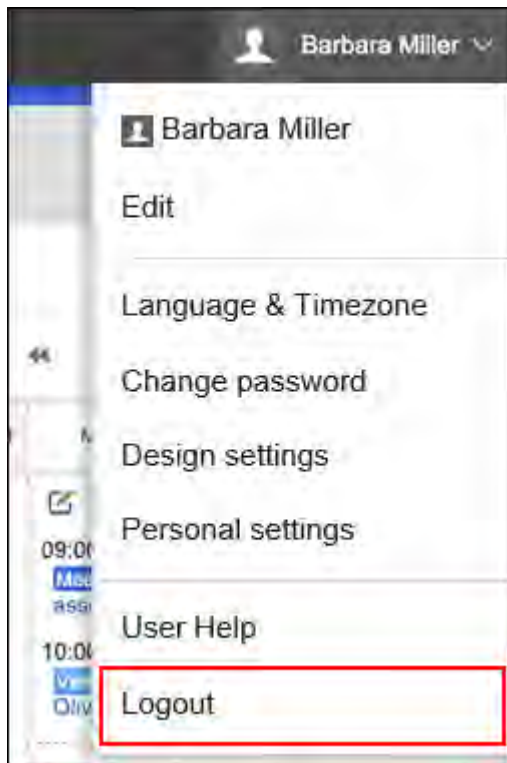 Barbara Miller
Barbara Miller
Edit
Language & Timezone
Change password
Design settings
Personal settings
09:00
User Help
10:00
Logout